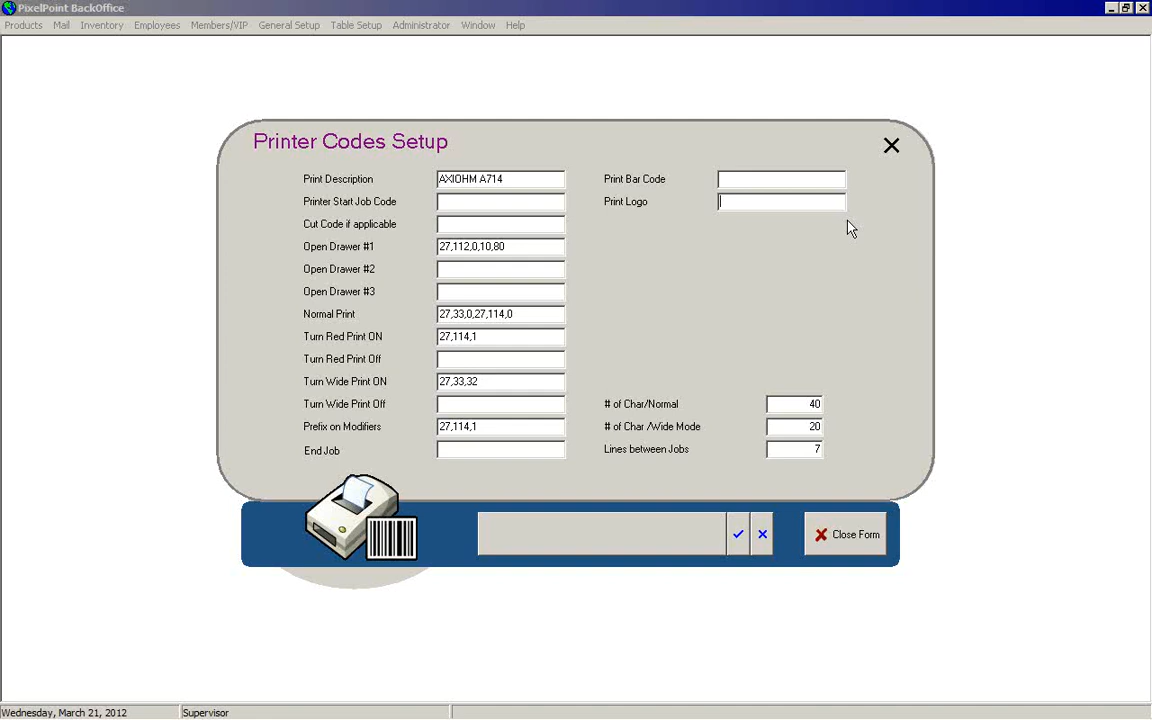 PixelPoint BackOffice
Products Mail Inventory Employees Members/VIP General Setup Table Setup Administrator Window Help
Printer Codes Setup
Print Description AXIOHM A714
Printer Start Job Code
Cut Code if applicable
Open Drawer #1 27,112,0,10,80
Open Drawer #2
Open Drawer #3
Normal Print 27,33,0,27,114,0
Turn Red Print ON 27,114,1
Turn Red Print Off
Turn Wide Print ON 27,33,32
Turn Wide Print Off
Prefix on Modifiers 27,114,1
End Job
Print Bar Code
Print Logo
# of Char/Normal 40
# of Char /Wide Mode 20
Lines between Jobs 7
Close Form
Wednesday, March 21, 2012 Supervisor